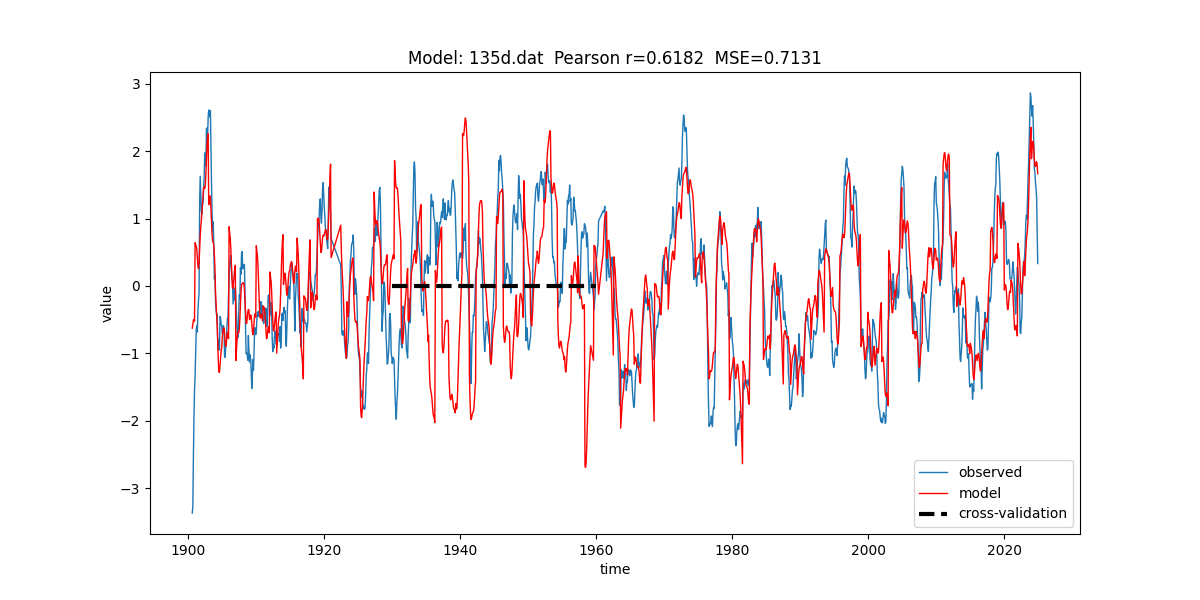 Model: 135d.dat  Pearson r=0.6182  MSE=0.7131
3
2
1
0
−1
−2
−3
value
1900
1920
1940
1960
1980
2000
2020
time
observed
model
cross-validation